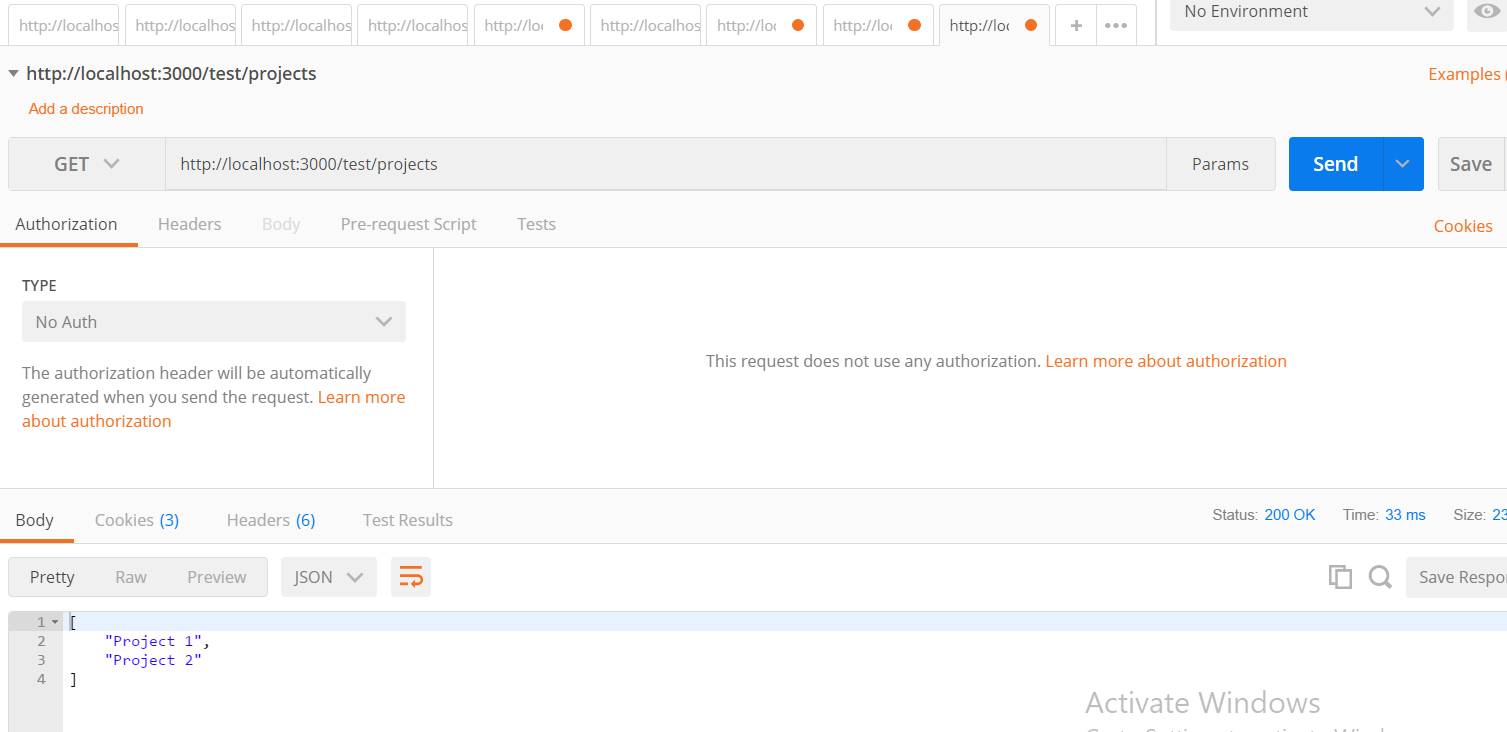 http://localhos http://localhos http://localhos http://localhos http://loc http://localhos http://loc http://loc http://loc + ••• No Environment
http://localhost:3000/test/projects Examples (
Add a description
GET http://localhost:3000/test/projects Params Send Save
Authorization Headers Body Pre-request Script Tests Cookies
TYPE
No Auth
The authorization header will be automatically
generated when you send the request. Learn more
about authorization
This request does not use any authorization. Learn more about authorization
Body Cookies (3) Headers (6) Test Results Status: 200 OK Time: 33 ms Size: 23
Pretty Raw Preview JSON Save Respo
1 [
2 "Project 1",
3 "Project 2"
4 ]
Activate Windows